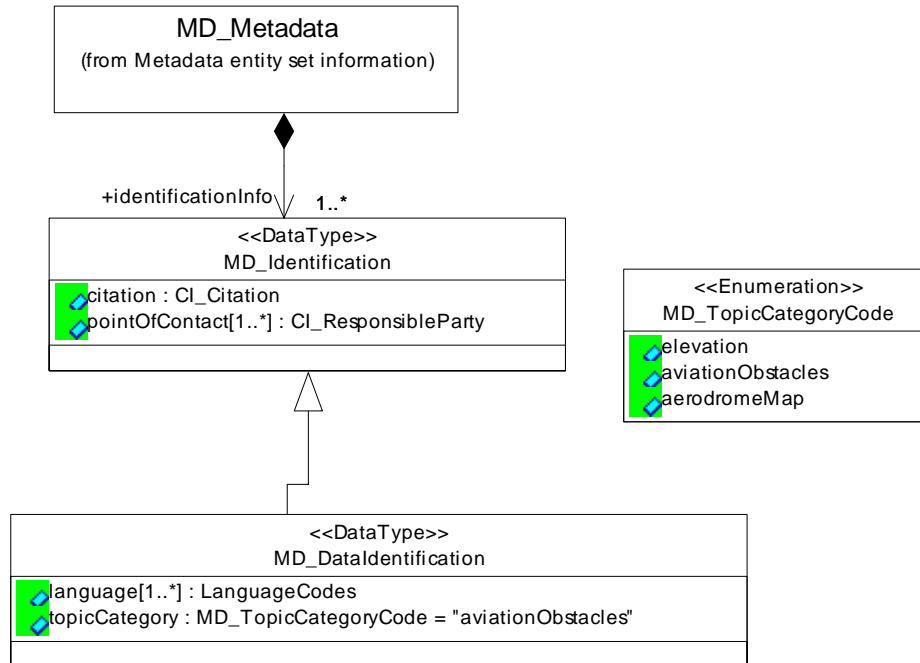 MD_Metadata
(from Metadata entity set information)
+identificationInfo
1..*
<<DataType>>
MD_Identification
citation : CI_Citation
pointOfContact[1..*] : CI_ResponsibleParty
<<Enumeration>>
MD_TopicCategoryCode
elevation
aviationObstacles
aerodromeMap
<<DataType>>
MD_DataIdentification
language[1..*] : LanguageCodes
topicCategory : MD_TopicCategoryCode = "aviationObstacles"